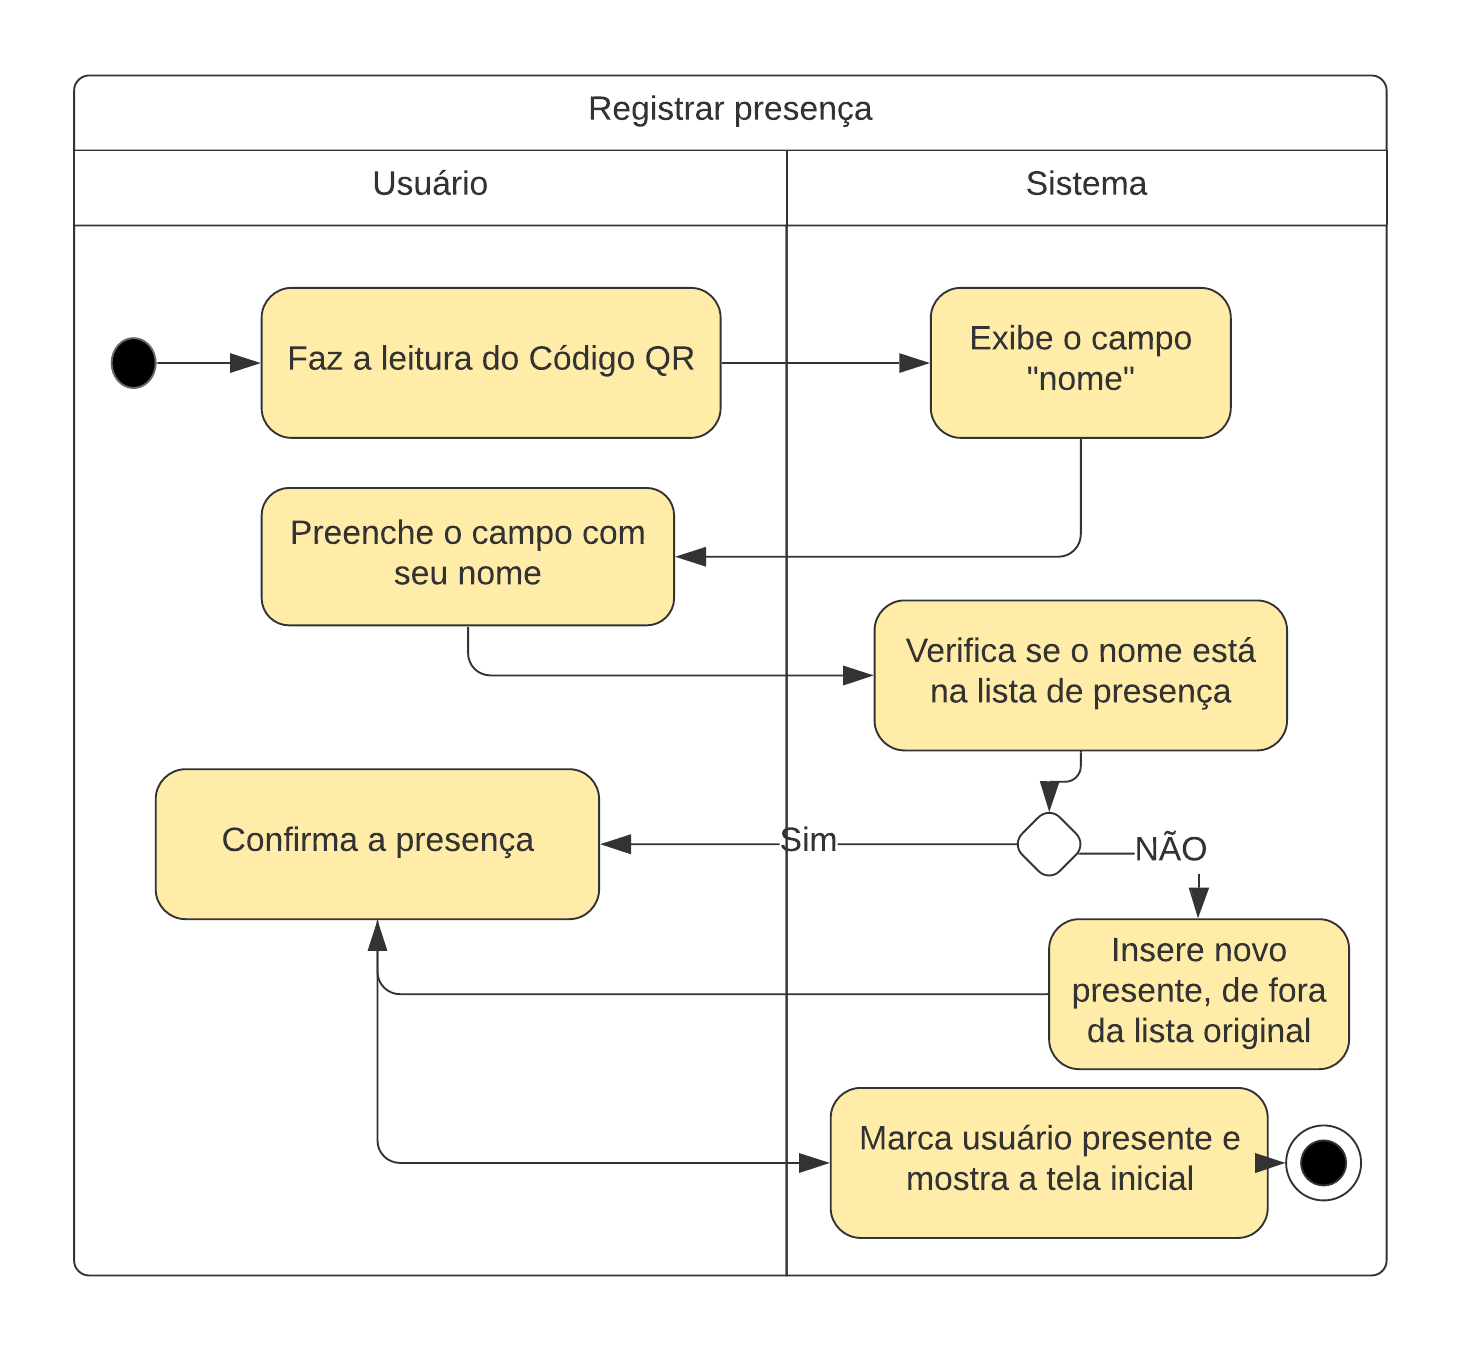 Registrar presença
Usuário
Sistema
Faz a leitura do Código QR
Exibe o campo
"nome"
Preenche o campo com
seu nome
Verifica se o nome está
na lista de presença
Confirma a presença
Sim
NÃO
Insere novo
presente, de fora
da lista original
Marca usuário presente e
mostra a tela inicial